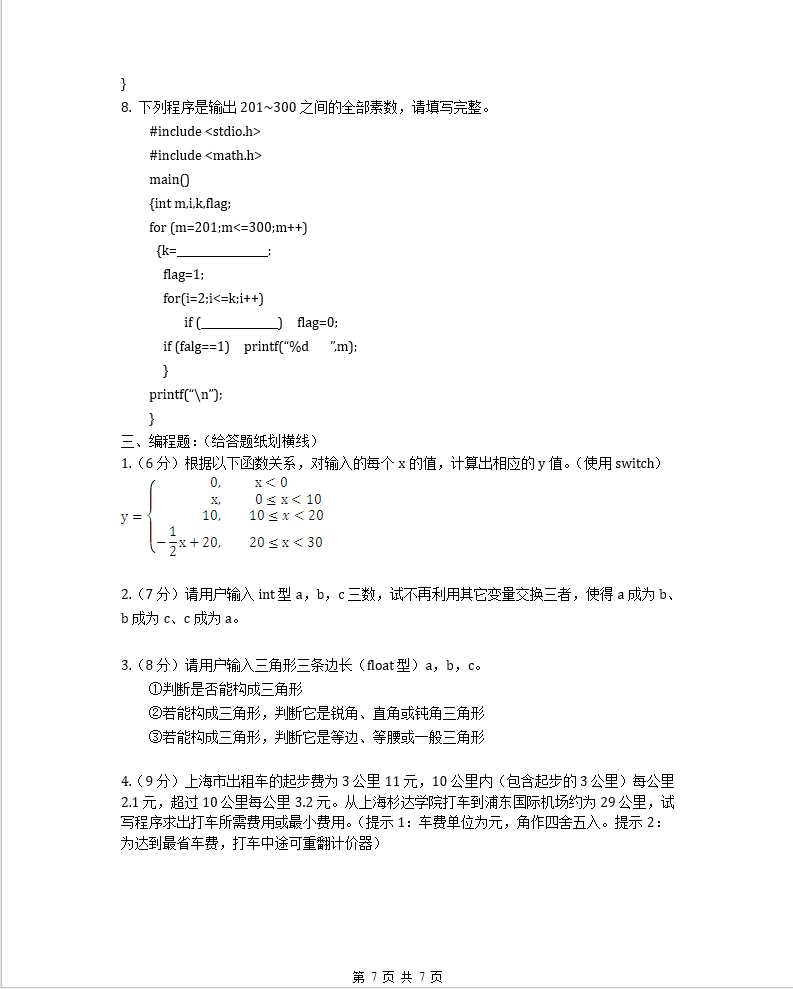 }
8. 下列程序是输出 201~300 之间的全部素数，请填写完整。
#include <stdio.h>
#include <math.h>
main()
{int m,i,k,flag;
for (m=201;m<=300;m++)
{k=______________;
flag=1;
for(i=2;i<=k;i++)
if (____________) flag=0;
if (falg==1) printf(“%d ”,m);
}
printf(“\n”);
}
三、编程题：（给答题纸划横线）
1.（6 分）根据以下函数关系，对输入的每个 x 的值，计算出相应的 y 值。（使用 switch）
y = {
0, x < 0
x, 0 ≤ x < 10
10, 10 ≤ x < 20
−1/2x + 20, 20 ≤ x < 30
2.（7 分）请用户输入 int 型 a，b，c 三数，试不再利用其它变量交换三者，使得 a 成为 b、
b 成为 c、c 成为 a。
3.（8 分）请用户输入三角形三条边长（float 型）a，b，c。
①判断是否能构成三角形
②若能构成三角形，判断它是锐角、直角或钝角三角形
③若能构成三角形，判断它是等边、等腰或一般三角形
4.（9 分）上海市出租车的起步费为 3 公里 11 元，10 公里内（包含起步的 3 公里）每公里
2.1 元，超过 10 公里每公里 3.2 元。从上海杉达学院打车到浦东国际机场约为 29 公里，试
写程序求出打车所需费用或最小费用。（提示 1：车费单位为元，角作四舍五入。提示 2：
为达到最省车费，打车中途可重翻计价器）
第 7 页 共 7 页